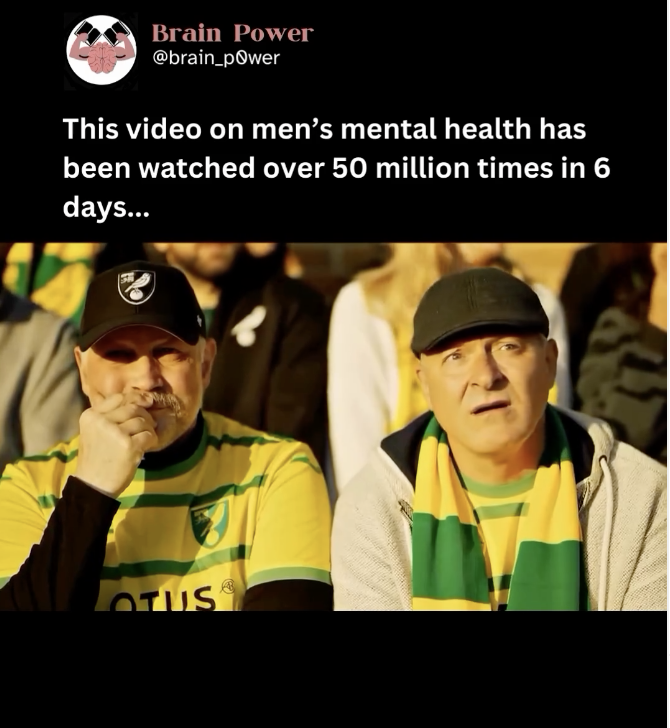 Brain Power
@brain_p0wer
This video on men’s mental health has
been watched over 50 million times in 6
days...
OTUS